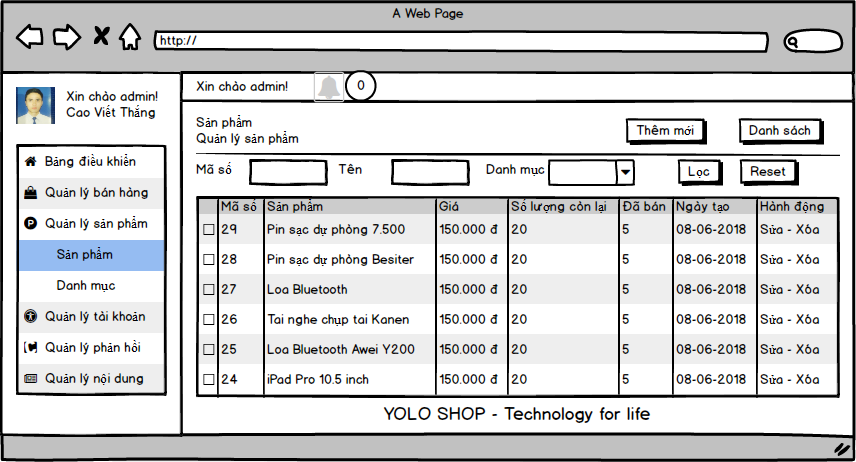 A Web Page
http://
Xin chào admin!
Cao Viết Thắng
Bảng điều khiển
Quản lý bán hàng
Quản lý sản phẩm
Sản phẩm
Danh mục
Quản lý tài khoản
Quản lý phản hồi
Quản lý nội dung
Xin chào admin! 0
Sản phẩm
Quản lý sản phẩm
Thêm mới Danh sách
Mã số Tên Danh mục Lọc Reset
Mã số Sản phẩm Giá Số lượng còn lại Đã bán Ngày tạo Hành động
29 Pin sạc dự phòng 7.500 150.000 đ 20 5 08-06-2018 Sửa - Xóa
28 Pin sạc dự phòng Besiter 150.000 đ 20 5 08-06-2018 Sửa - Xóa
27 Loa Bluetooth 150.000 đ 20 5 08-06-2018 Sửa - Xóa
26 Tai nghe chụp tai Kanen 150.000 đ 20 5 08-06-2018 Sửa - Xóa
25 Loa Bluetooth Awei Y200 150.000 đ 20 5 08-06-2018 Sửa - Xóa
24 iPad Pro 10.5 inch 150.000 đ 20 5 08-06-2018 Sửa - Xóa
YOLO SHOP - Technology for life